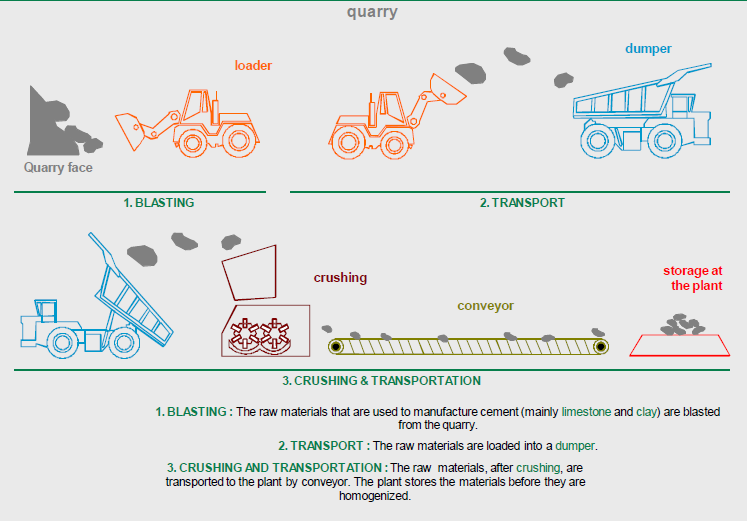 quarry
loader
dumper
Quarry face
1. BLASTING
2. TRANSPORT
crushing
conveyor
storage at
the plant
3. CRUSHING & TRANSPORTATION
1. BLASTING : The raw materials that are used to manufacture cement (mainly limestone and clay) are blasted
from the quarry.
2. TRANSPORT : The raw materials are loaded into a dumper.
3. CRUSHING AND TRANSPORTATION : The raw materials, after crushing, are
transported to the plant by conveyor. The plant stores the materials before they are
homogenized.